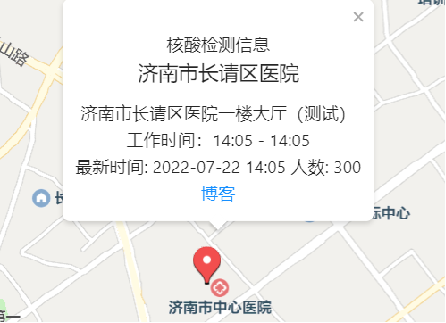 核酸检测信息
济南市长请区医院
济南市长请区医院一楼大厅（测试）
工作时间：14:05 - 14:05
最新时间: 2022-07-22 14:05 人数: 300
博客
山路
长
中心
济南市中心医院
第一